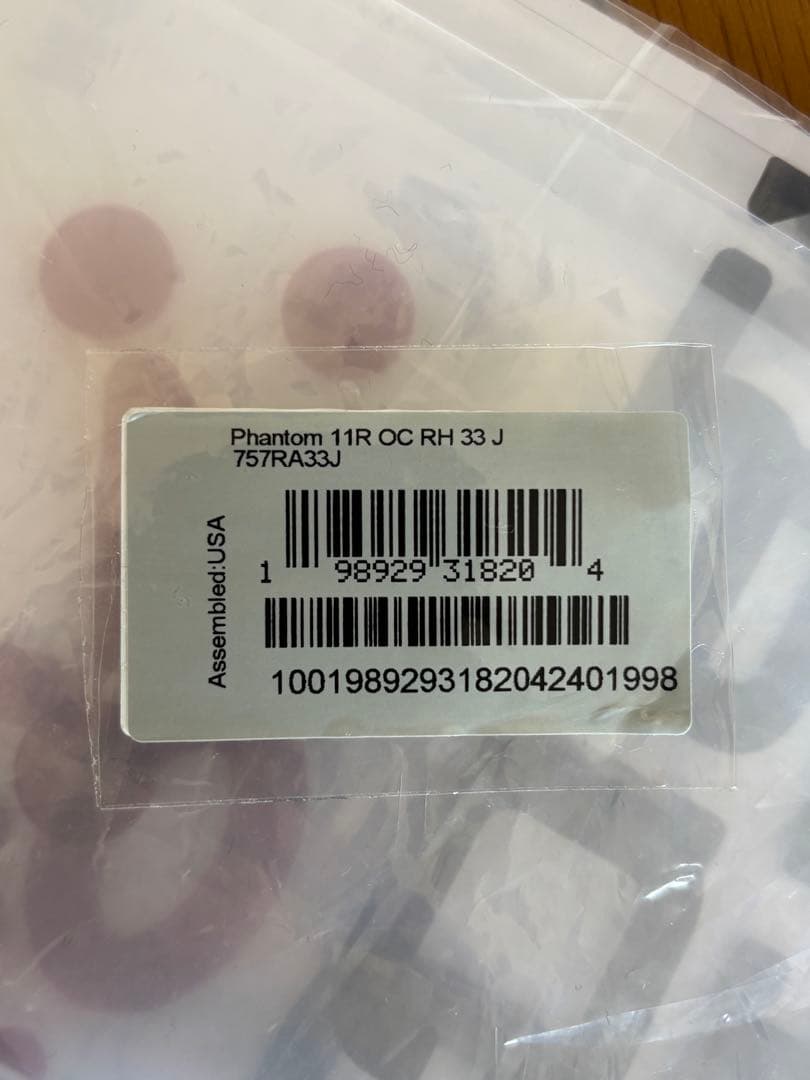 Phantom 11R OC RH 33 J
757RA33J
Assembled:USA
1 98929 31820 4
1001989293182042401998